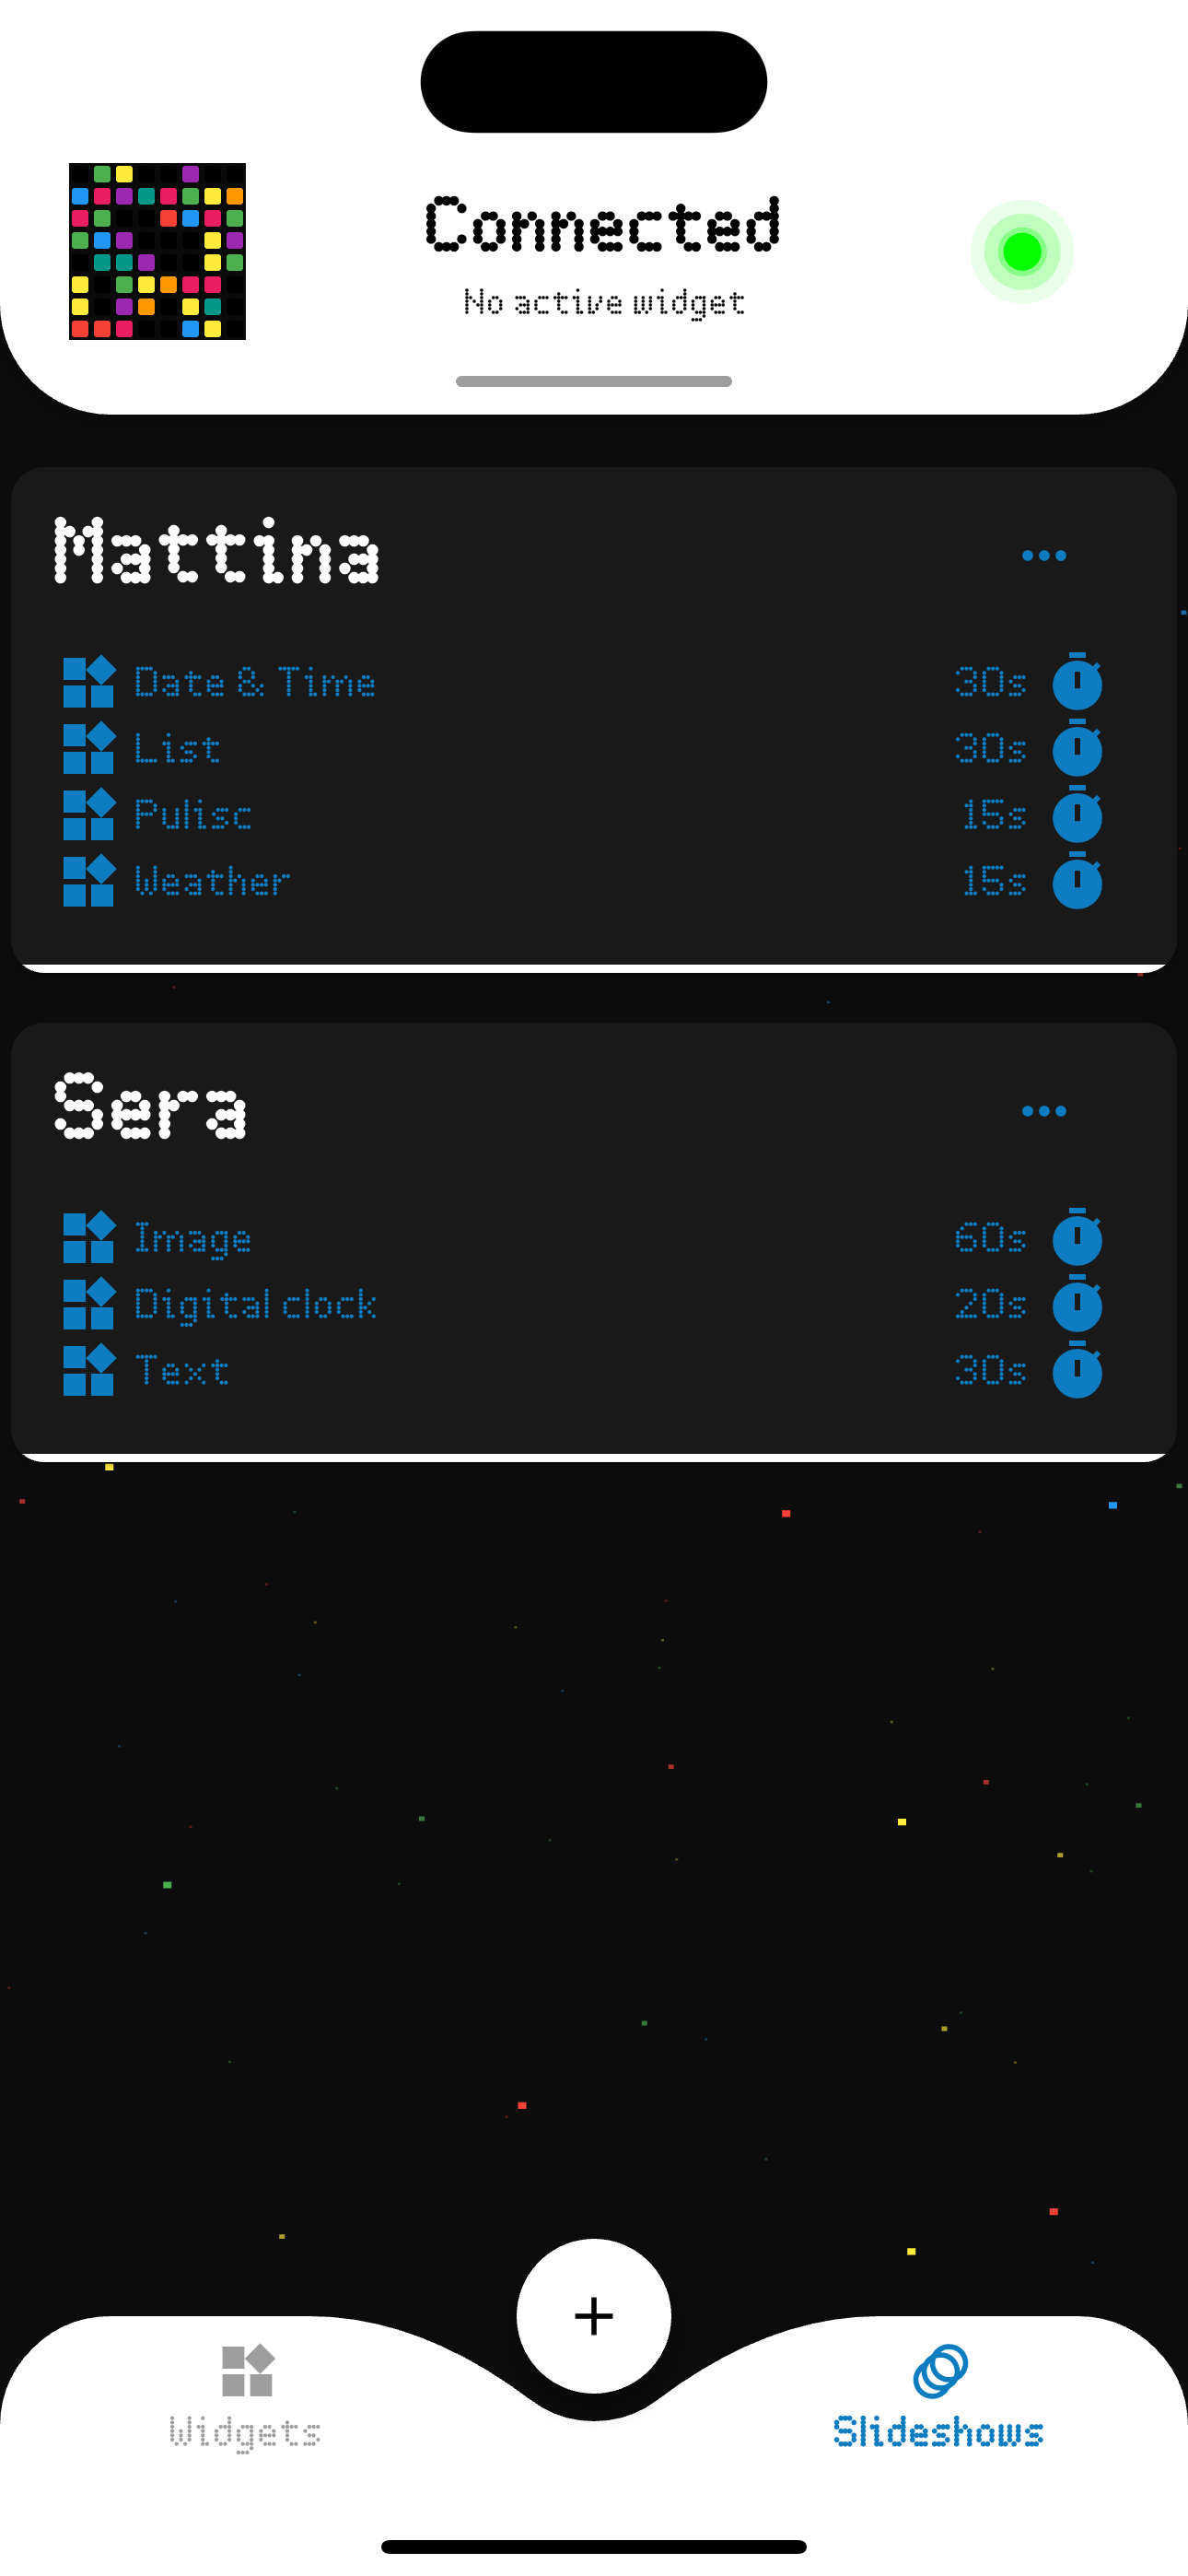 Connected
No active widget
Mattina
Date & Time 30s
List 30s
Pulisc 15s
Weather 15s
Sera
Image 60s
Digital clock 20s
Text 30s
Widgets
Slideshows